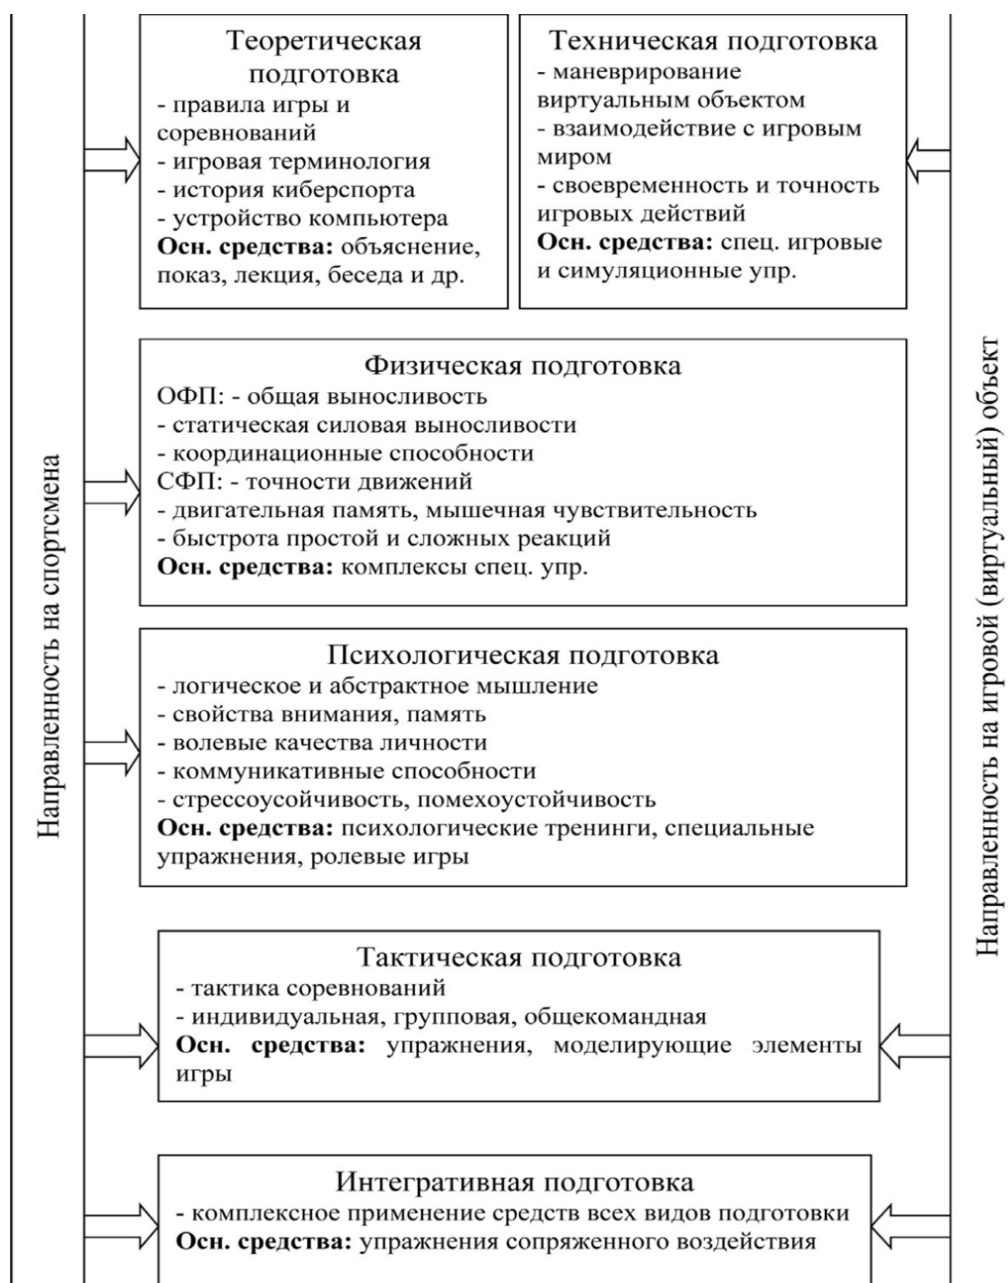 Теоретическая
подготовка
- правила игры и
соревнований
- игровая терминология
- история киберспорта
- устройство компьютера
Осн. средства: объяснение,
показ, лекция, беседа и др.
Техническая подготовка
- маневрирование
виртуальным объектом
- взаимодействие с игровым
миром
- своевременность и точность
игровых действий
Осн. средства: спец. игровые
и симуляционные упр.
Физическая подготовка
ОФП: - общая выносливость
- статическая силовая выносливости
- координационные способности
СФП: - точности движений
- двигательная память, мышечная чувствительность
- быстрота простой и сложных реакций
Осн. средства: комплексы спец. упр.
Психологическая подготовка
- логическое и абстрактное мышление
- свойства внимания, память
- волевые качества личности
- коммуникативные способности
- стрессоусойчивость, помехоустойчивость
Осн. средства: психологические тренинги, специальные
упражнения, ролевые игры
Тактическая подготовка
- тактика соревнований
- индивидуальная, групповая, общекомандная
Осн. средства: упражнения, моделирующие элементы
игры
Интегративная подготовка
- комплексное применение средств всех видов подготовки
Осн. средства: упражнения сопряженного воздействия
Направленность на спортсмена
Направленность на игровой (виртуальный) объект